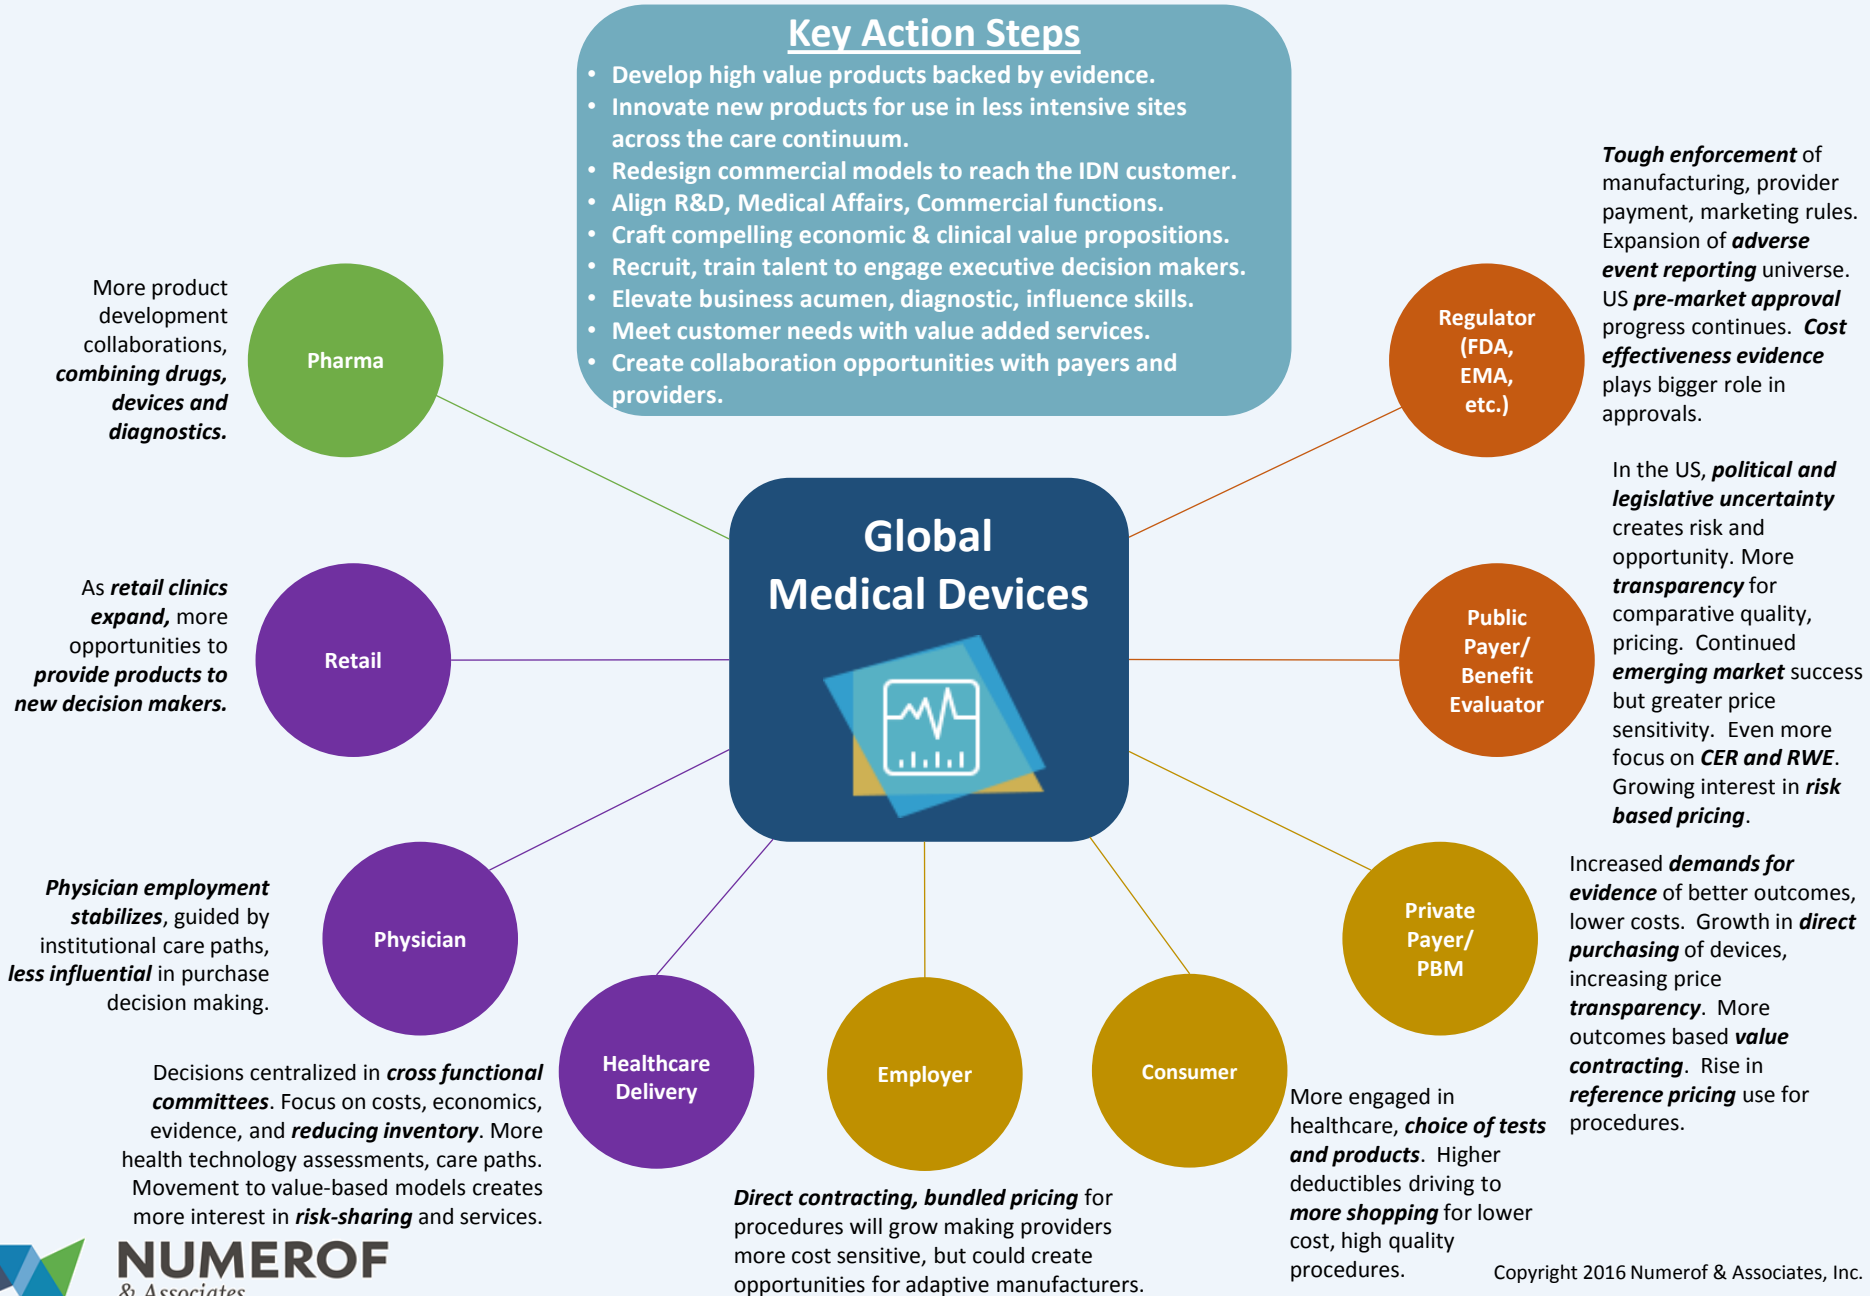 Key Action Steps
• Develop high value products backed by evidence.
• Innovate new products for use in less intensive sites
across the care continuum.
• Redesign commercial models to reach the IDN customer.
• Align R&D, Medical Affairs, Commercial functions.
• Craft compelling economic & clinical value propositions.
• Recruit, train talent to engage executive decision makers.
• Elevate business acumen, diagnostic, influence skills.
• Meet customer needs with value added services.
• Create collaboration opportunities with payers and
providers.
More product
development
collaborations,
combining drugs,
devices and
diagnostics.
Pharma
Regulator
(FDA,
EMA,
etc.)
Tough enforcement of
manufacturing, provider
payment, marketing rules.
Expansion of adverse
event reporting universe.
US pre-market approval
progress continues.  Cost
effectiveness evidence
plays bigger role in
approvals.
Global
Medical Devices
As retail clinics
expand, more
opportunities to
provide products to
new decision makers.
Retail
Public
Payer/
Benefit
Evaluator
In the US, political and
legislative uncertainty
creates risk and
opportunity. More
transparency for
comparative quality,
pricing.  Continued
emerging market success
but greater price
sensitivity.  Even more
focus on CER and RWE.
Growing interest in risk
based pricing.
Physician employment
stabilizes, guided by
institutional care paths,
less influential in purchase
decision making.
Physician
Private
Payer/
PBM
Increased demands for
evidence of better outcomes,
lower costs.  Growth in direct
purchasing of devices,
increasing price
transparency.  More
outcomes based value
contracting.  Rise in
reference pricing use for
procedures.
Decisions centralized in cross functional
committees. Focus on costs, economics,
evidence, and reducing inventory. More
health technology assessments, care paths.
Movement to value-based models creates
more interest in risk-sharing and services.
Healthcare
Delivery
Employer
Direct contracting, bundled pricing for
procedures will grow making providers
more cost sensitive, but could create
opportunities for adaptive manufacturers.
Consumer
More engaged in
healthcare, choice of tests
and products.  Higher
deductibles driving to
more shopping for lower
cost, high quality
procedures.
NUMEROF
& Associates
Copyright 2016 Numerof & Associates, Inc.